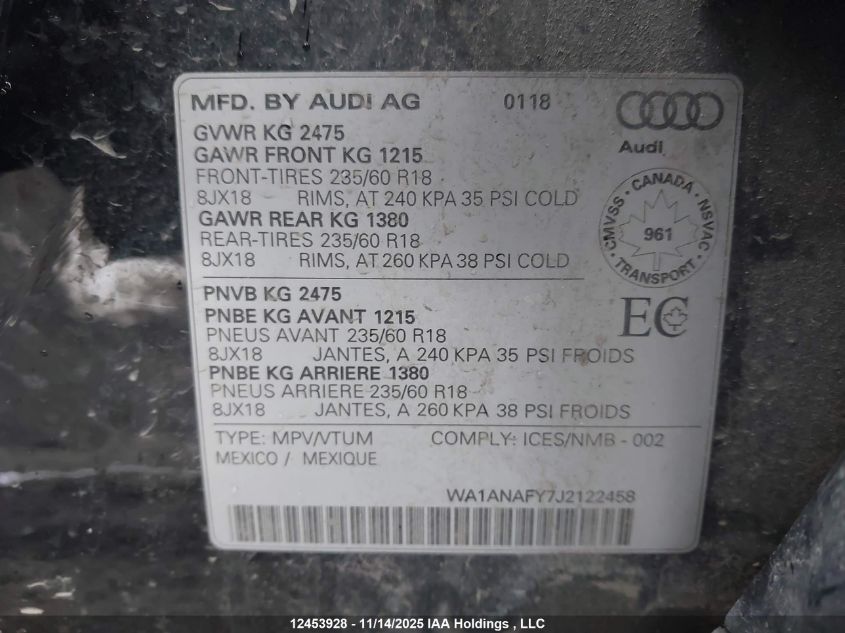 MFD. BY AUDI AG 0118
Audi
GVWR KG 2475
GAWR FRONT KG 1215
FRONT-TIRES 235/60 R18
8JX18 RIMS, AT 240 KPA 35 PSI COLD
GAWR REAR KG 1380
REAR-TIRES 235/60 R18
8JX18 RIMS, AT 260 KPA 38 PSI COLD
CMVSS · CANADA · NSVAC · TRANSPORT ·
961
PNVB KG 2475
PNBE KG AVANT 1215
PNEUS AVANT 235/60 R18
8JX18 JANTES, A 240 KPA 35 PSI FROIDS
PNBE KG ARRIERE 1380
PNEUS ARRIERE 235/60 R18
8JX18 JANTES, A 260 KPA 38 PSI FROIDS
EC
TYPE: MPV/VTUM COMPLY: ICES/NMB - 002
MEXICO / MEXIQUE
WA1ANAFY7J2122458
12453928 - 11/14/2025 IAA Holdings , LLC